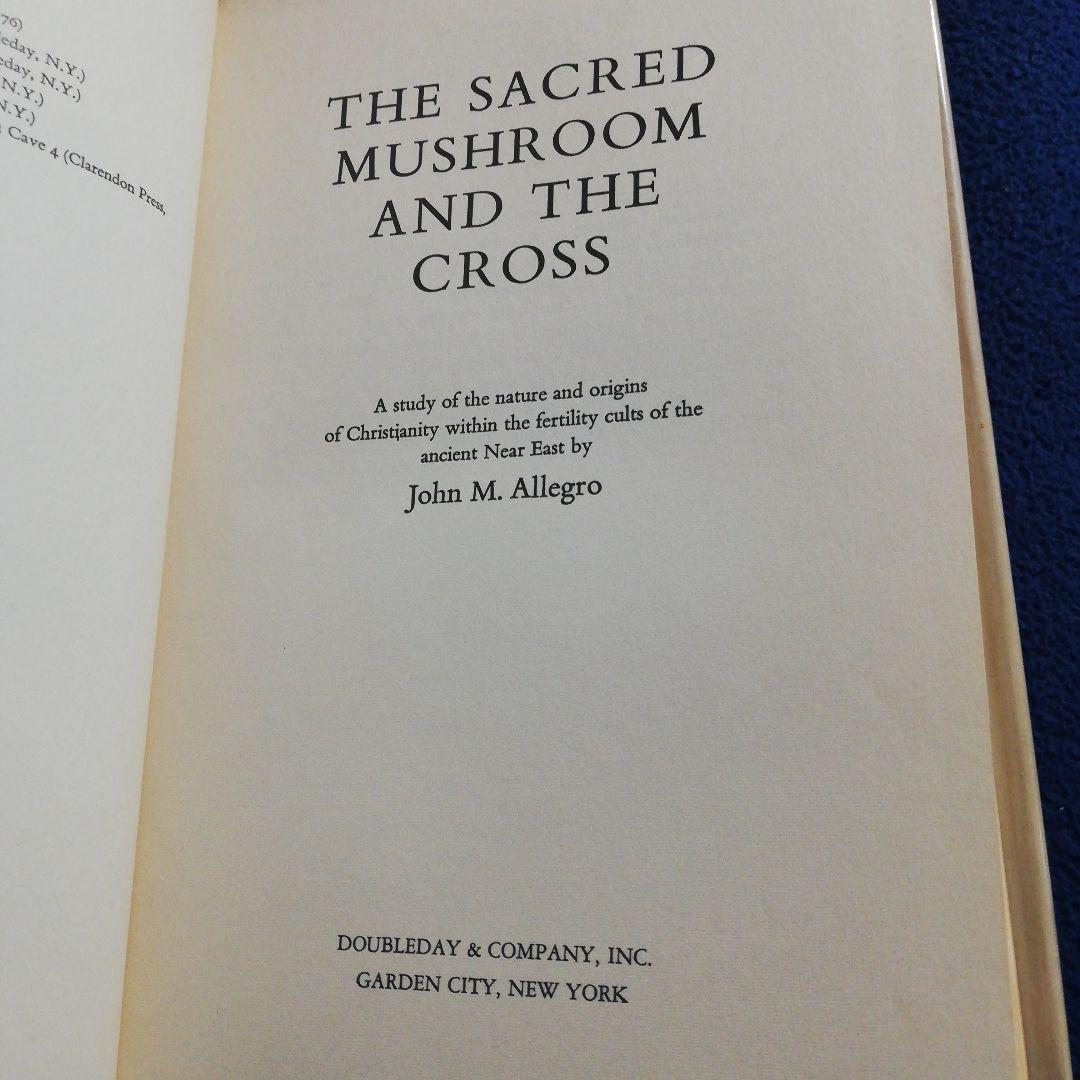 76)
eday, N.Y.)
eday, N.Y.)
N.Y.)
N.Y.)
Cave 4 (Clarendon Press,
THE SACRED
MUSHROOM
AND THE
CROSS
A study of the nature and origins
of Christianity within the fertility cults of the
ancient Near East by
John M. Allegro
DOUBLEDAY & COMPANY, INC.
GARDEN CITY, NEW YORK